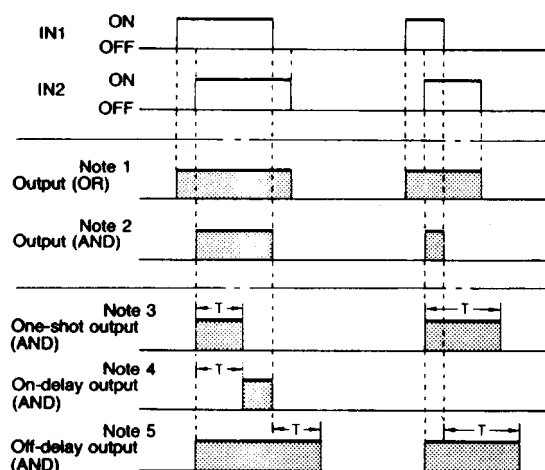 ON
IN1
OFF
ON
IN2
OFF
Note 1
Output (OR)
Note 2
Output (AND)
Note 3
T
T
One-shot output
(AND)
Note 4
T
On-delay output
(AND)
Note 5
T
T
Off-delay output
(AND)